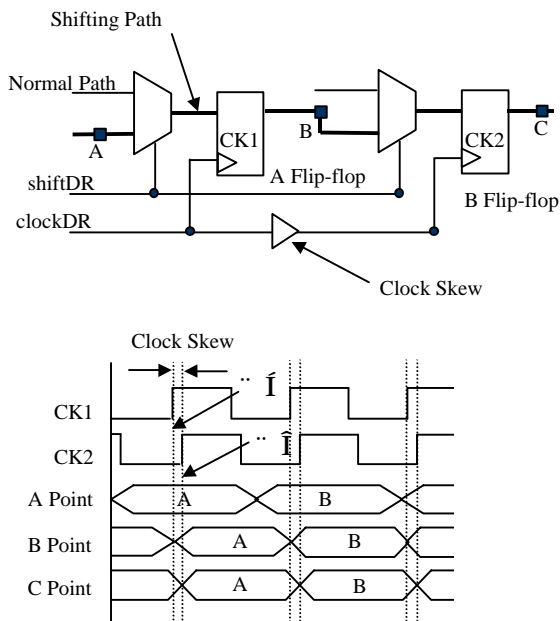 Shifting Path
Normal Path
A
B
C
CK1
CK2
A Flip-flop
B Flip-flop
shiftDR
clockDR
Clock Skew
Clock Skew
¨ Í
CK1
¨ Î
CK2
A Point
A
B
B Point
A
B
C Point
A
B